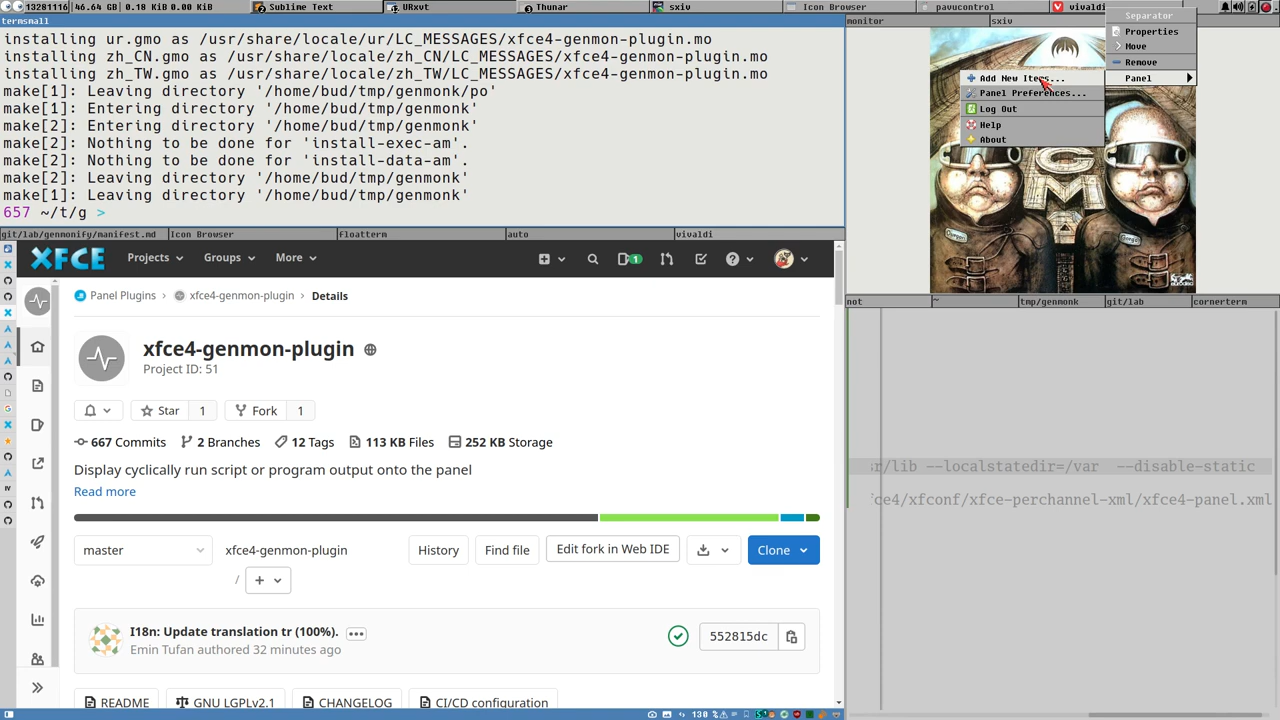 13281116
46.64 GB
0.18 KiB 0.00 KiB
Sublime Text
URxvt
Thunar
sxiv
Icon Browser
pavucontrol
vivaldi
termsmall
monitor
sxiv
installing ur.gmo as /usr/share/locale/ur/LC_MESSAGES/xfce4-genmon-plugin.mo
installing zh_CN.gmo as /usr/share/locale/zh_CN/LC_MESSAGES/xfce4-genmon-plugin.mo
installing zh_TW.gmo as /usr/share/locale/zh_TW/LC_MESSAGES/xfce4-genmon-plugin.mo
make[1]: Leaving directory '/home/bud/tmp/genmonk/po'
make[1]: Entering directory '/home/bud/tmp/genmonk'
make[2]: Entering directory '/home/bud/tmp/genmonk'
make[2]: Nothing to be done for 'install-exec-am'.
make[2]: Nothing to be done for 'install-data-am'.
make[2]: Leaving directory '/home/bud/tmp/genmonk'
make[1]: Leaving directory '/home/bud/tmp/genmonk'
657 ~/t/g >
Separator
Properties
Move
Remove
Panel
Add New Items...
Panel Preferences...
Log Out
Help
About
git/lab/genmonify/manifest.md
Icon Browser
floatterm
auto
vivaldi
XFCE
Projects
Groups
More
1
Panel Plugins
xfce4-genmon-plugin
Details
xfce4-genmon-plugin
Project ID: 51
Star
1
Fork
1
667 Commits
2 Branches
12 Tags
113 KB Files
252 KB Storage
Display cyclically run script or program output onto the panel
Read more
master
xfce4-genmon-plugin
/
+
History
Find file
Edit fork in Web IDE
Clone
I18n: Update translation tr (100%).
Emin Tufan authored 32 minutes ago
552815dc
README
GNU LGPLv2.1
CHANGELOG
CI/CD configuration
130 %
not
~
tmp/genmonk
git/lab
cornerterm
r/lib --localstatedir=/var  --disable-static
ce4/xfconf/xfce-perchannel-xml/xfce4-panel.xml